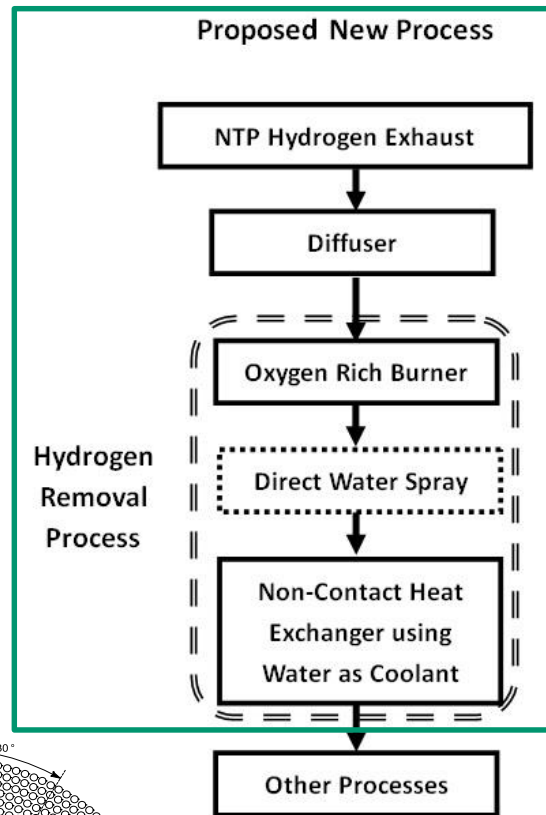 Proposed New Process
NTP Hydrogen Exhaust
Diffuser
Oxygen Rich Burner
Hydrogen
Removal
Process
Direct Water Spray
Non-Contact Heat
Exchanger using
Water as Coolant
Other Processes